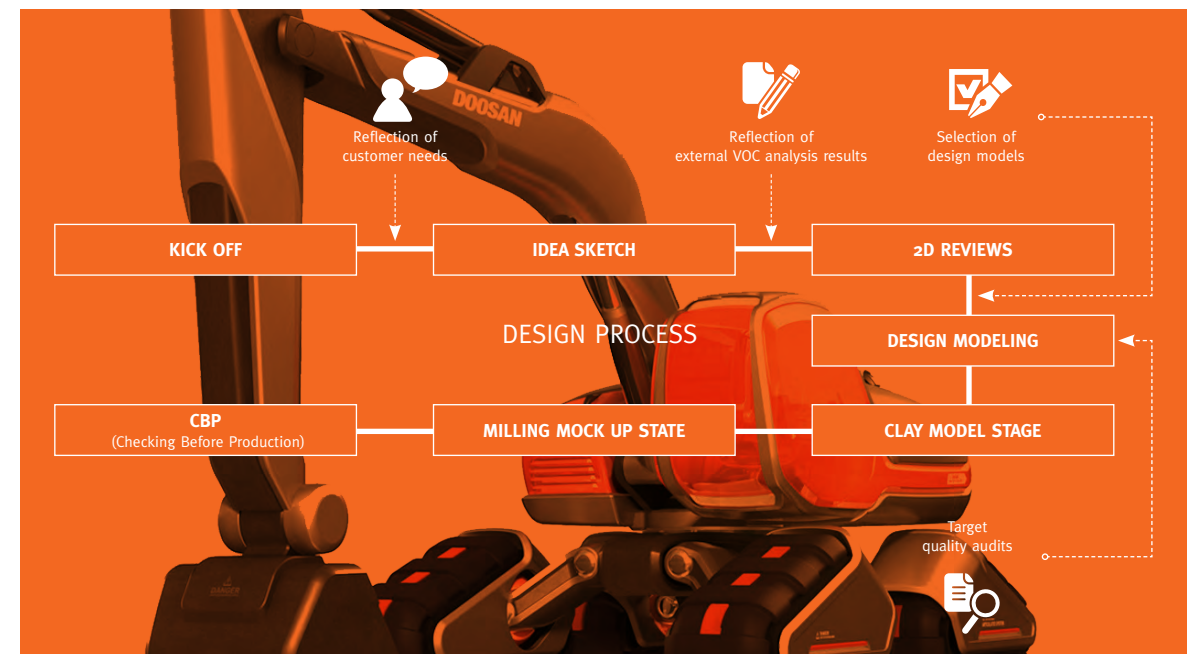 DOOSAN
Reflection of
customer needs
Reflection of
external VOC analysis results
Selection of
design models
KICK OFF
IDEA SKETCH
2D REVIEWS
DESIGN PROCESS
DESIGN MODELING
CBP
(Checking Before Production)
MILLING MOCK UP STATE
CLAY MODEL STAGE
Target
quality audits
DANGER